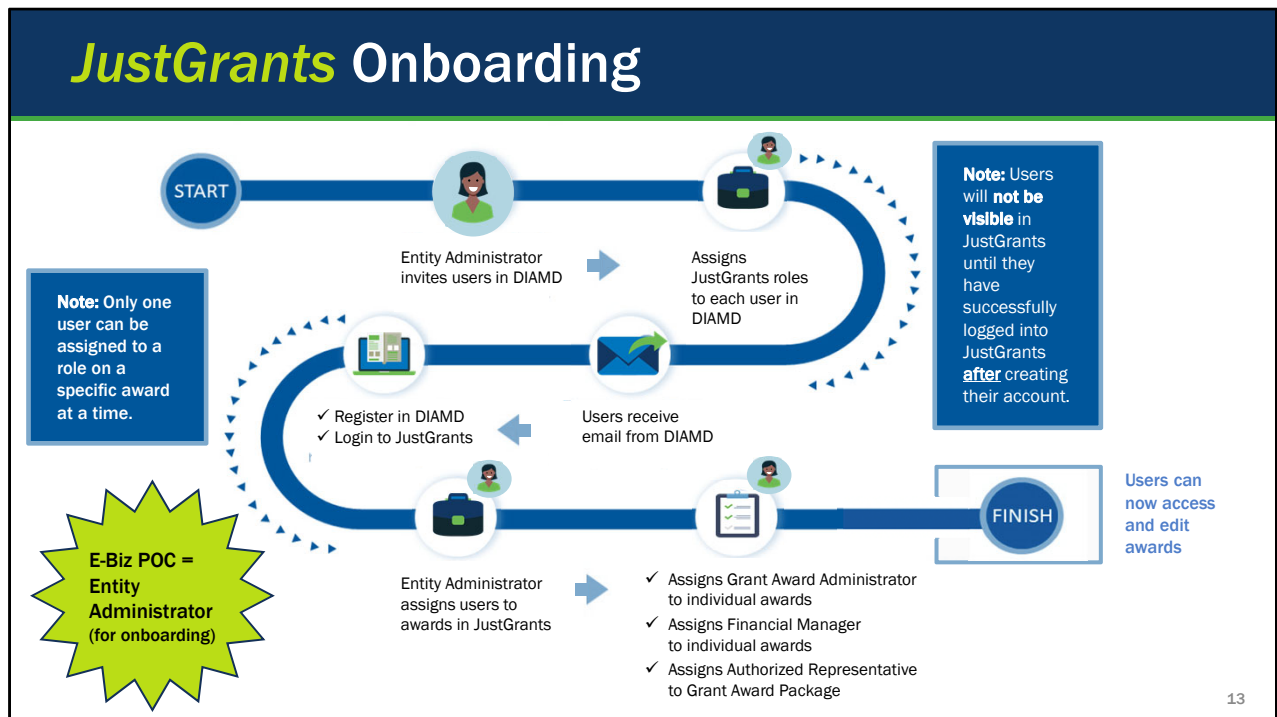 JustGrants Onboarding
START
Entity Administrator
invites users in DIAMD
Assigns
JustGrants roles
to each user in
DIAMD
Note: Users
will not be
visible in
JustGrants
until they
have
successfully
logged into
JustGrants
after creating
their account.
Note: Only one
user can be
assigned to a
role on a
specific award
at a time.
✓ Register in DIAMD
✓ Login to JustGrants
Users receive
email from DIAMD
E-Biz POC =
Entity
Administrator
(for onboarding)
Entity Administrator
assigns users to
awards in JustGrants
✓ Assigns Grant Award Administrator
to individual awards
✓ Assigns Financial Manager
to individual awards
✓ Assigns Authorized Representative
to Grant Award Package
FINISH
Users can
now access
and edit
awards
13